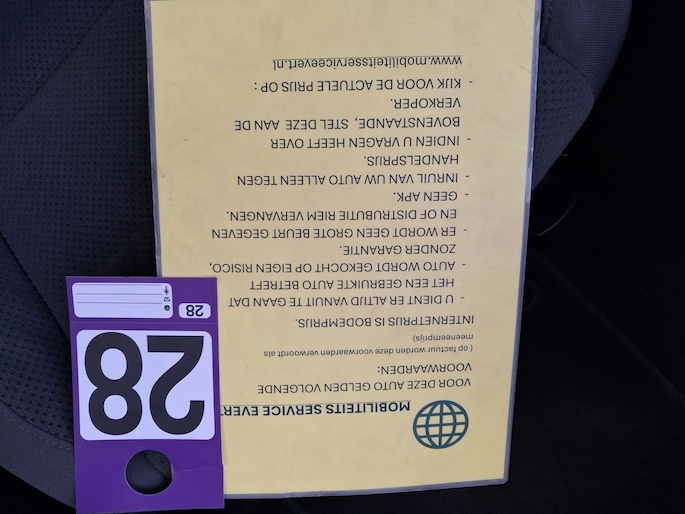 MOBILITEITS SERVICE EVERT
VOOR DEZE AUTO GELDEN VOLGENDE
VOORWAARDEN:
( op factuur worden deze voorwaarden verwoordt als
meeneemprijs)
INTERNETPRIJS IS BODEMPRIJS.
- U DIENT ER ALTIJD VANUIT TE GAAN DAT
HET EEN GEBRUIKTE AUTO BETREFT
- AUTO WORDT GEKOCHT OP EIGEN RISICO,
ZONDER GARANTIE.
- ER WORDT GEEN GROTE BEURT GEGEVEN
EN OF DISTRUBUTIE RIEM VERVANGEN.
- GEEN APK.
- INRUIL VAN UW AUTO ALLEEN TEGEN
HANDELSPRIJS.
- INDIEN U VRAGEN HEEFT OVER
BOVENSTAANDE, STEL DEZE AAN DE
VERKOPER.
- KIJK VOOR DE ACTUELE PRIJS OP :
www.mobiliteitsserviceevert.nl
28
28